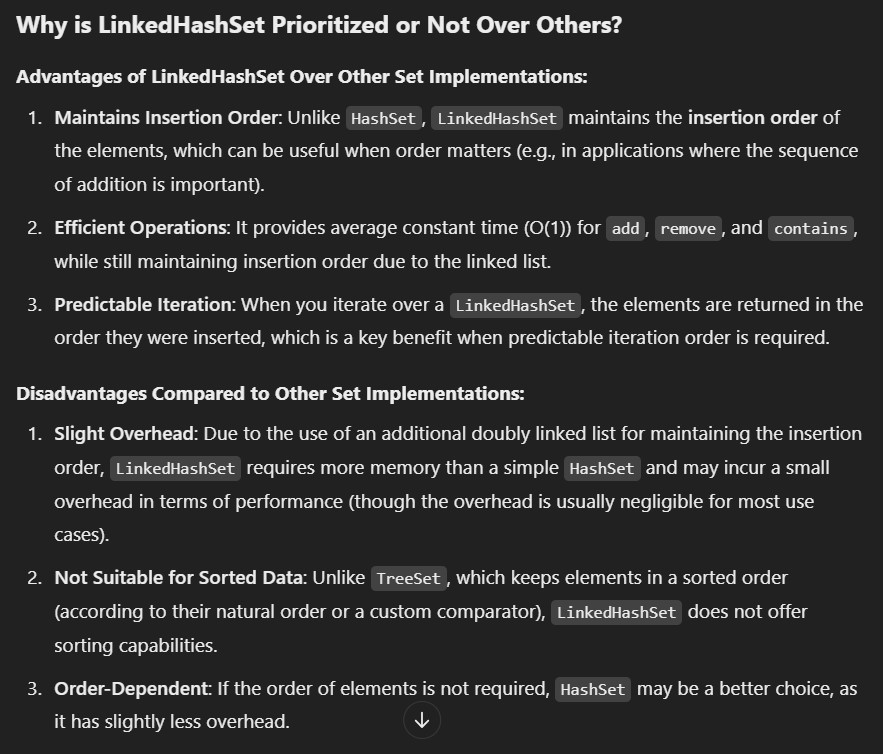 Why is LinkedHashSet Prioritized or Not Over Others?
Advantages of LinkedHashSet Over Other Set Implementations:
1. Maintains Insertion Order: Unlike HashSet, LinkedHashSet maintains the insertion order of
the elements, which can be useful when order matters (e.g., in applications where the sequence
of addition is important).
2. Efficient Operations: It provides average constant time (O(1)) for add, remove, and contains,
while still maintaining insertion order due to the linked list.
3. Predictable Iteration: When you iterate over a LinkedHashSet, the elements are returned in the
order they were inserted, which is a key benefit when predictable iteration order is required.
Disadvantages Compared to Other Set Implementations:
1. Slight Overhead: Due to the use of an additional doubly linked list for maintaining the insertion
order, LinkedHashSet requires more memory than a simple HashSet and may incur a small
overhead in terms of performance (though the overhead is usually negligible for most use
cases).
2. Not Suitable for Sorted Data: Unlike TreeSet, which keeps elements in a sorted order
(according to their natural order or a custom comparator), LinkedHashSet does not offer
sorting capabilities.
3. Order-Dependent: If the order of elements is not required, HashSet may be a better choice, as
it has slightly less overhead.